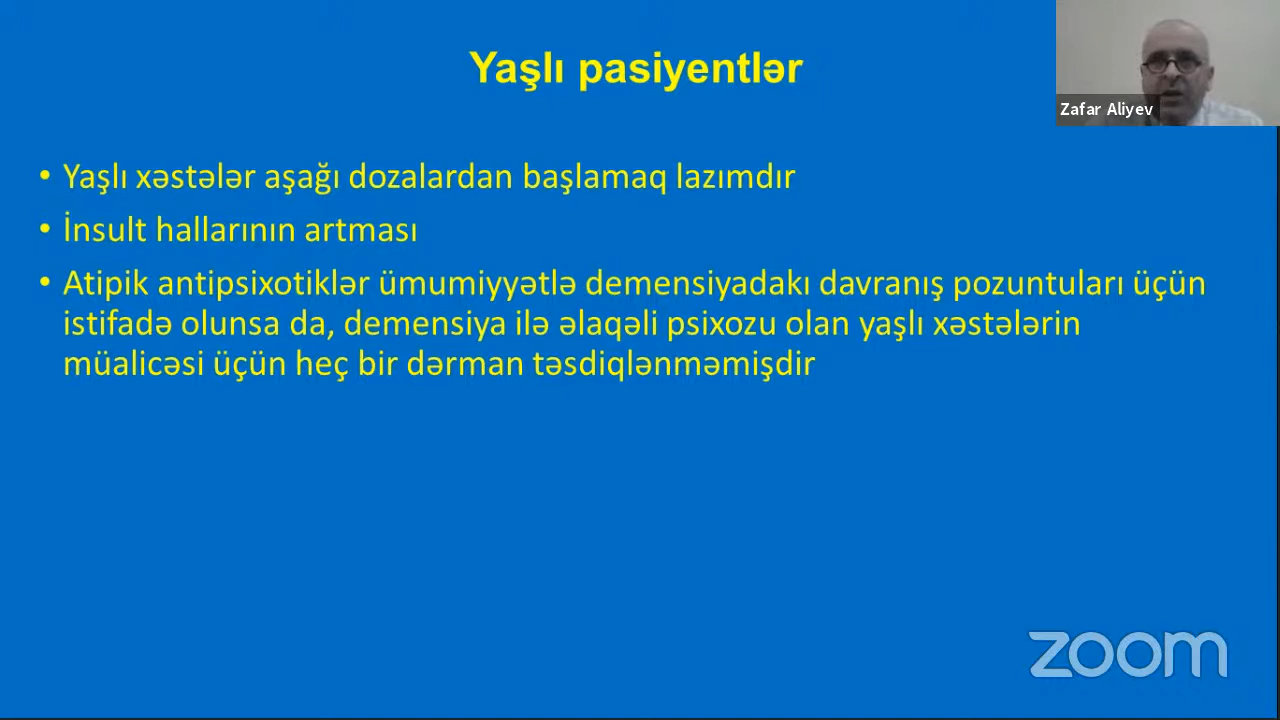 Yaşlı pasiyentlər
Zafar Aliyev
• Yaşlı xəstələr aşağı dozalardan başlamaq lazımdır
• İnsult hallarının artması
• Atipik antipsixotiklər ümumiyyətlə demensiyadakı davranış pozuntuları üçün
istifadə olunsa da, demensiya ilə əlaqəli psixozu olan yaşlı xəstələrin
müalicəsi üçün heç bir dərman təsdiqlənməmişdir
zoom